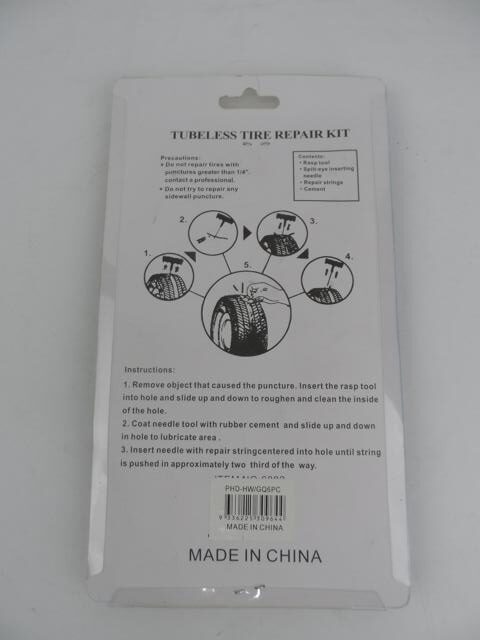 TUBELESS TIRE REPAIR KIT
Precautions:
Do not repair tires with
punctures greater than 1/4".
contact a professional.
Do not try to repair any
sidewall puncture.
Contents:
• Rasp tool
• Split eye inserting
needle
• Repair strings
• Cement
1.
2.
3.
4.
5.
Instructions:
1. Remove object that caused the puncture. Insert the rasp tool
into hole and slide up and down to roughen and clean the inside
of the hole.
2. Coat needle tool with rubber cement and slide up and down
in hole to lubricate area .
3. Insert needle with repair stringcentered into hole until string
is pushed in approximately two third of the way.
PHO-HW/GQ6PC
9 336225 309644
MADE IN CHINA
MADE IN CHINA